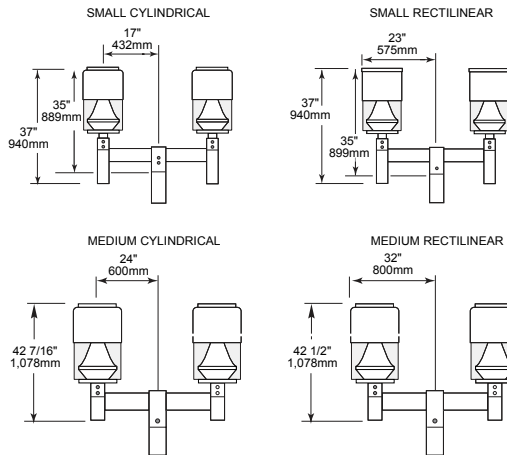 SMALL CYLINDRICAL
17"
432mm
35"
889mm
37"
940mm
SMALL RECTILINEAR
23"
575mm
37"
940mm
35"
899mm
MEDIUM CYLINDRICAL
24"
600mm
42 7/16"
1,078mm
MEDIUM RECTILINEAR
32"
800mm
42 1/2"
1,078mm